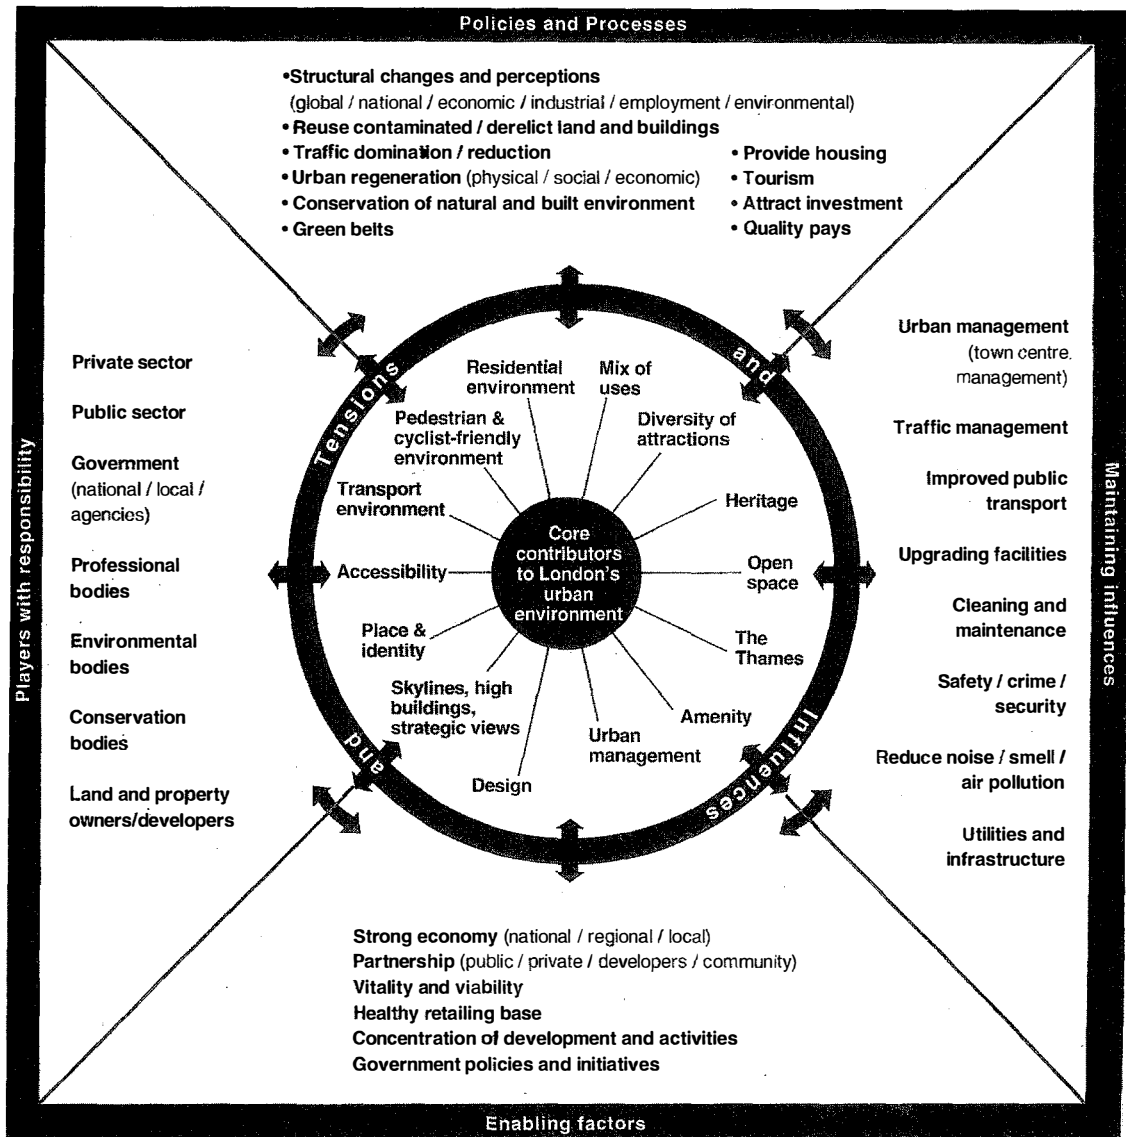 Policies and Processes
•Structural changes and perceptions
(global / national / economic / industrial / employment / environmental)
• Reuse contaminated / derelict land and buildings
• Traffic domination / reduction
• Urban regeneration (physical / social / economic)
• Conservation of natural and built environment
• Green belts
• Provide housing
• Tourism
• Attract investment
• Quality pays
Players with responsibility
Private sector
Public sector
Government
(national / local /
agencies)
Professional
bodies
Environmental
bodies
Conservation
bodies
Land and property
owners/developers
Tensions
and
Influences
and
Residential
environment
Mix of
uses
Pedestrian &
cyclist-friendly
environment
Diversity of
attractions
Transport
environment
Heritage
Core
contributors
to London's
urban
environment
Accessibility
Open
space
Place &
identity
The
Thames
Skylines, high
buildings,
strategic views
Amenity
Urban
management
Design
Maintaining influences
Urban management
(town centre.
management)
Traffic management
Improved public
transport
Upgrading facilities
Cleaning and
maintenance
Safety / crime /
security
Reduce noise / smell /
air pollution
Utilities and
infrastructure
Strong economy (national / regional / local)
Partnership (public / private / developers / community)
Vitality and viability
Healthy retailing base
Concentration of development and activities
Government policies and initiatives
Enabling factors